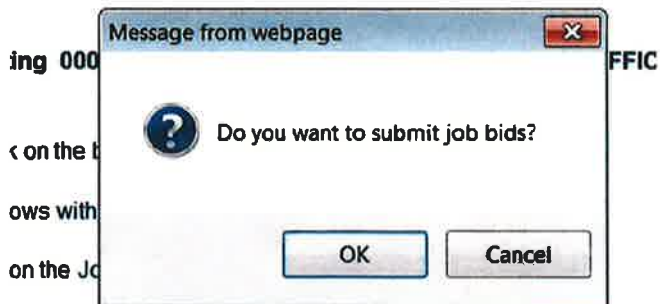 Message from webpage
ing 000
FFIC
Do you want to submit job bids?
on the
ows with
OK Cancel
on the